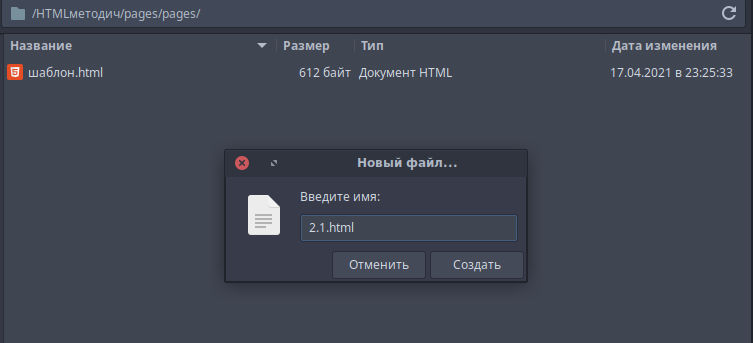 /HTMLметодич/pages/pages/
Название Размер Тип Дата изменения
шаблон.html 612 байт Документ HTML 17.04.2021 в 23:25:33
Новый файл...
Введите имя:
2.1.html
Отменить Создать